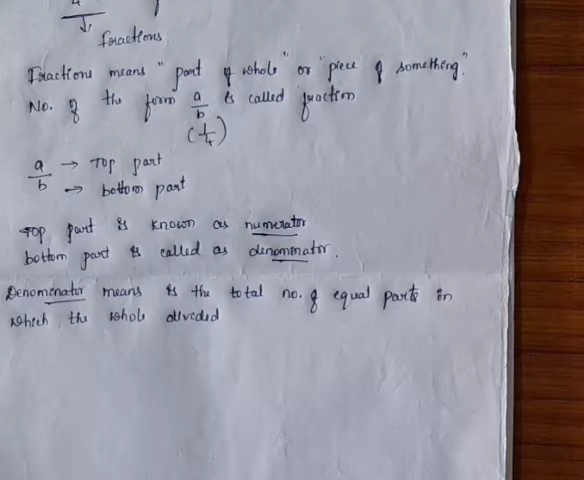 4
fractions
Fractions means "part of whole" or "piece of something."
No. of the form a/b is called fraction
(1/4)
a → Top part
b → bottom part
Top part is known as numerator
bottom part is called as denominator.
Denominator means is the total no. of equal parts in
which the whole divided